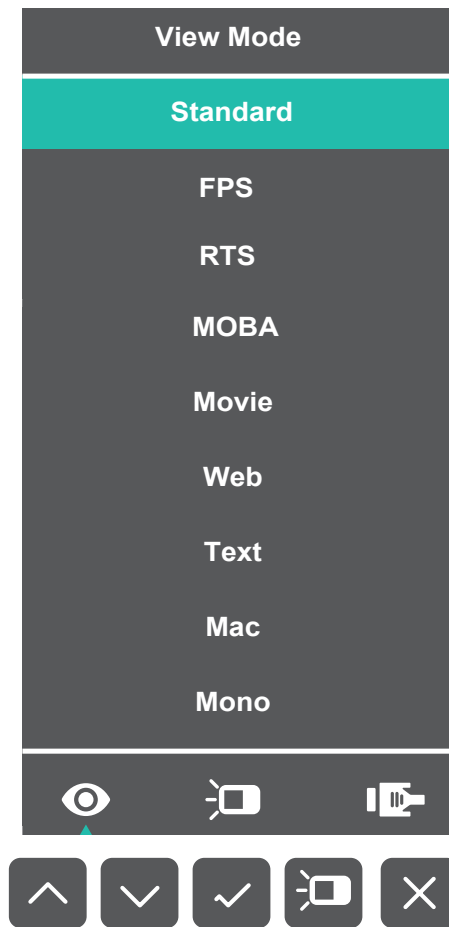 View Mode
Standard
FPS
RTS
MOBA
Movie
Web
Text
Mac
Mono